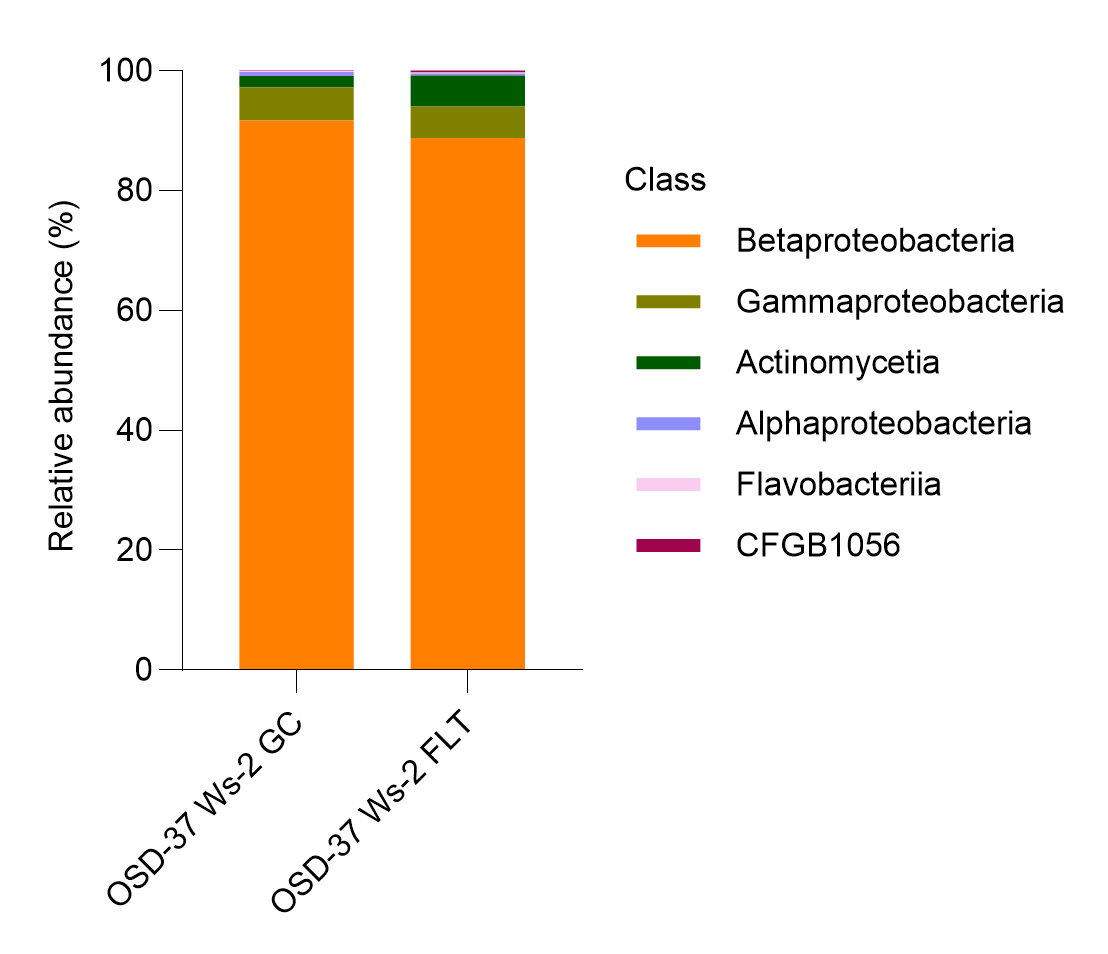 100
80
60
40
20
0
Relative abundance (%)
OSD-37 Ws-2 GC
OSD-37 Ws-2 FLT
Class
Betaproteobacteria
Gammaproteobacteria
Actinomycetia
Alphaproteobacteria
Flavobacteriia
CFGB1056